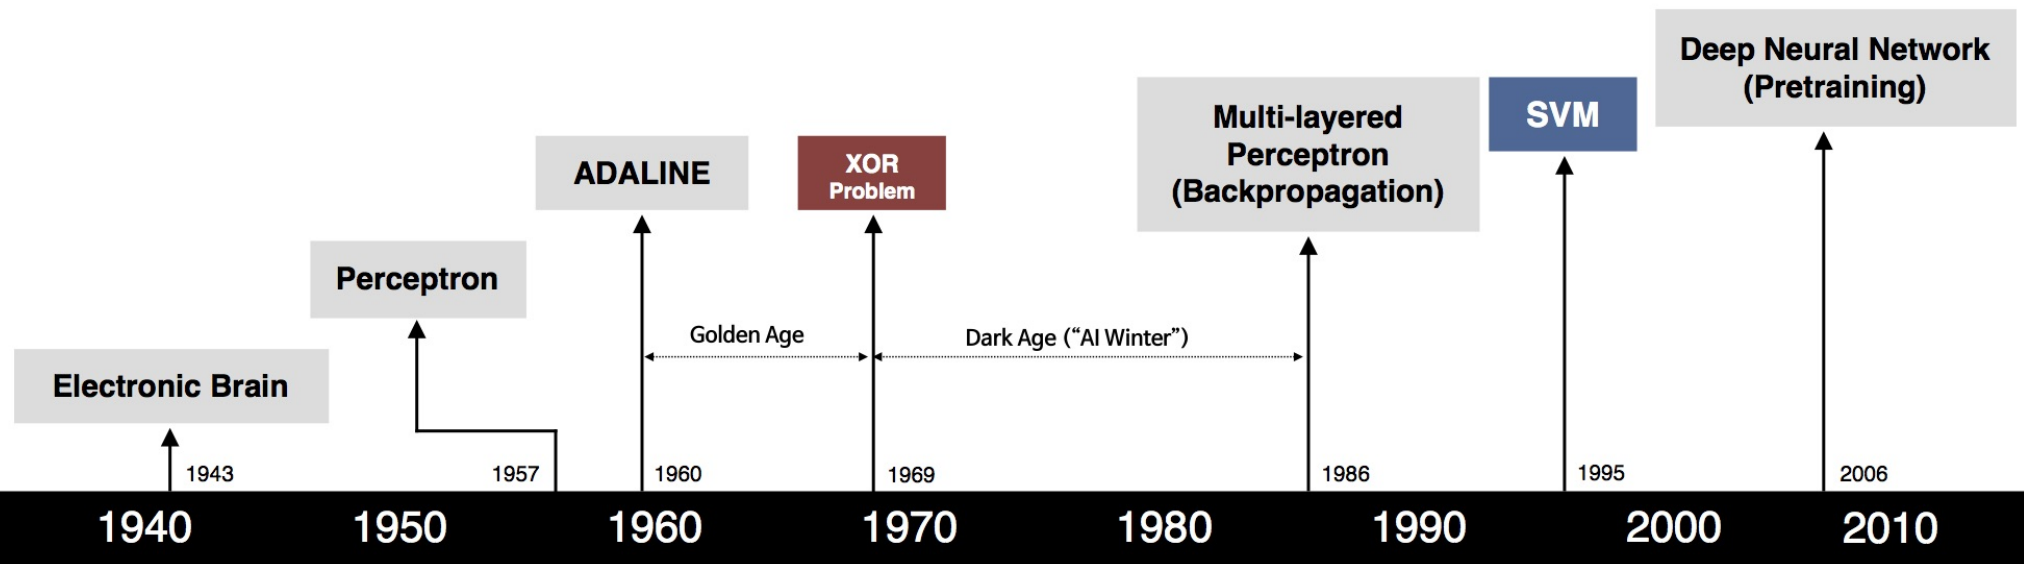 Deep Neural Network
(Pretraining)
Multi-layered
Perceptron
(Backpropagation)
SVM
ADALINE
XOR
Problem
Perceptron
Golden Age
Dark Age (“AI Winter”)
Electronic Brain
1943
1957
1960
1969
1986
1995
2006
1940
1950
1960
1970
1980
1990
2000
2010